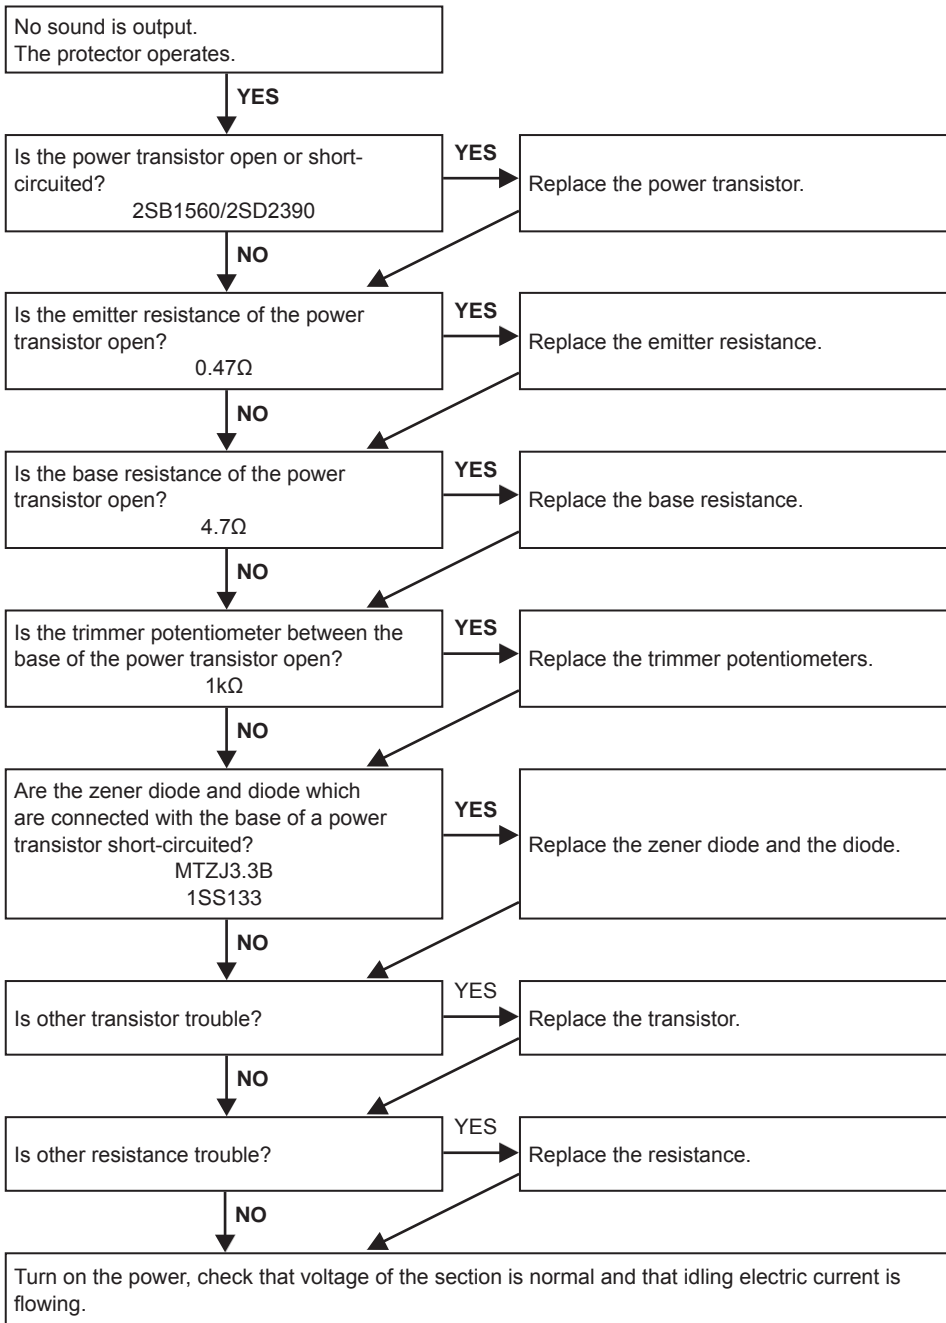 No sound is output.
The protector operates.
YES
Is the power transistor open or short-
circuited?
2SB1560/2SD2390
YES
Replace the power transistor.
NO
Is the emitter resistance of the power
transistor open?
0.47Ω
YES
Replace the emitter resistance.
NO
Is the base resistance of the power
transistor open?
4.7Ω
YES
Replace the base resistance.
NO
Is the trimmer potentiometer between the
base of the power transistor open?
1kΩ
YES
Replace the trimmer potentiometers.
NO
Are the zener diode and diode which
are connected with the base of a power
transistor short-circuited?
MTZJ3.3B
1SS133
YES
Replace the zener diode and the diode.
NO
Is other transistor trouble?
YES
Replace the transistor.
NO
Is other resistance trouble?
YES
Replace the resistance.
NO
Turn on the power, check that voltage of the section is normal and that idling electric current is
flowing.